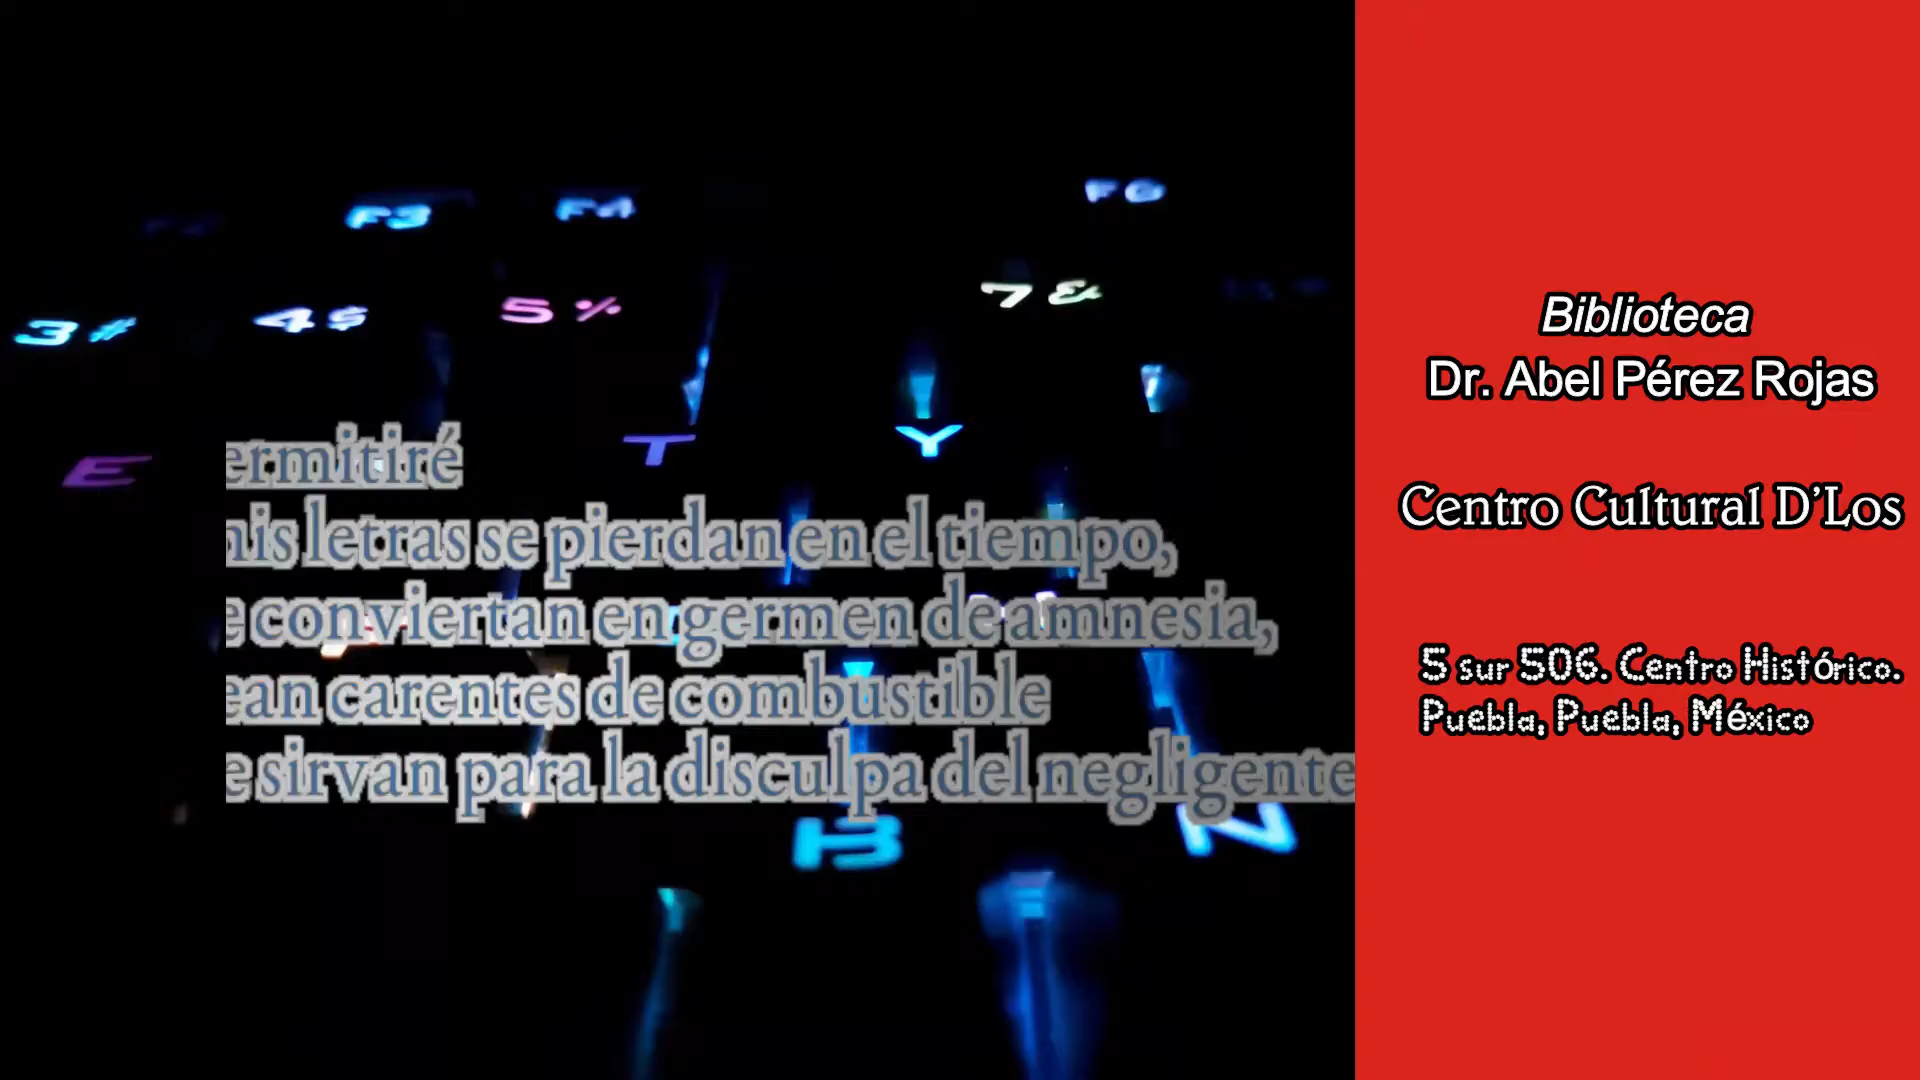 F3 F4 F6
3 # 4 $ 5 % 7 &
E T Y
ermitiré
is letras se pierdan en el tiempo,
e conviertan en germen de amnesia,
ean carentes de combustible
e sirvan para la disculpa del negligente
B N
Biblioteca
Dr. Abel Pérez Rojas
Centro Cultural D'Los
5 sur 506. Centro Histórico.
Puebla, Puebla, México